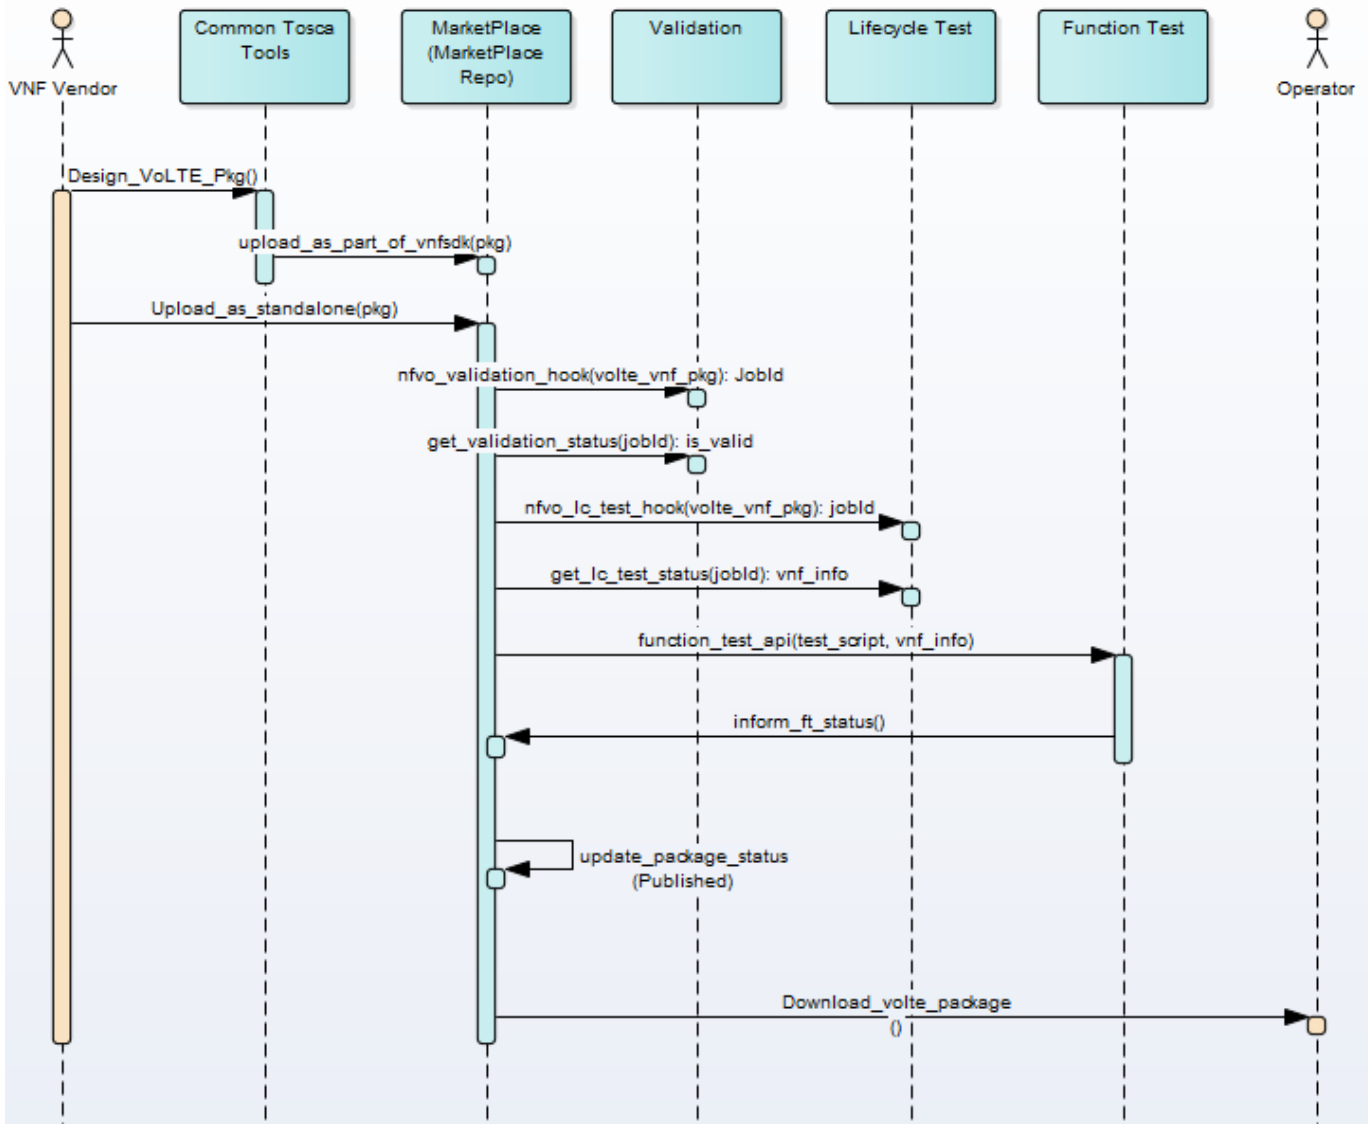 VNF Vendor
Common Tosca
Tools
MarketPlace
(MarketPlace
Repo)
Validation
Lifecycle Test
Function Test
Operator
Design_VoLTE_Pkg()
upload_as_part_of_vnfsdk(pkg)
Upload_as_standalone(pkg)
nfvo_validation_hook(volte_vnf_pkg): JobId
get_validation_status(jobId): is_valid
nfvo_lc_test_hook(volte_vnf_pkg): jobId
get_lc_test_status(jobId): vnf_info
function_test_api(test_script, vnf_info)
inform_ft_status()
update_package_status
(Published)
Download_volte_package
()